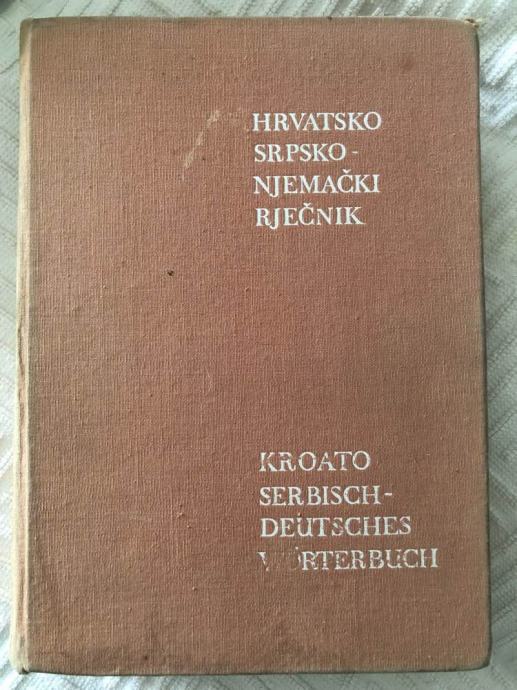 HRVATSKO
SRPSKO-
NJEMAČKI
RJEČNIK
KROATO
SERBISCH-
DEUTSCHES
WÖRTERBUCH